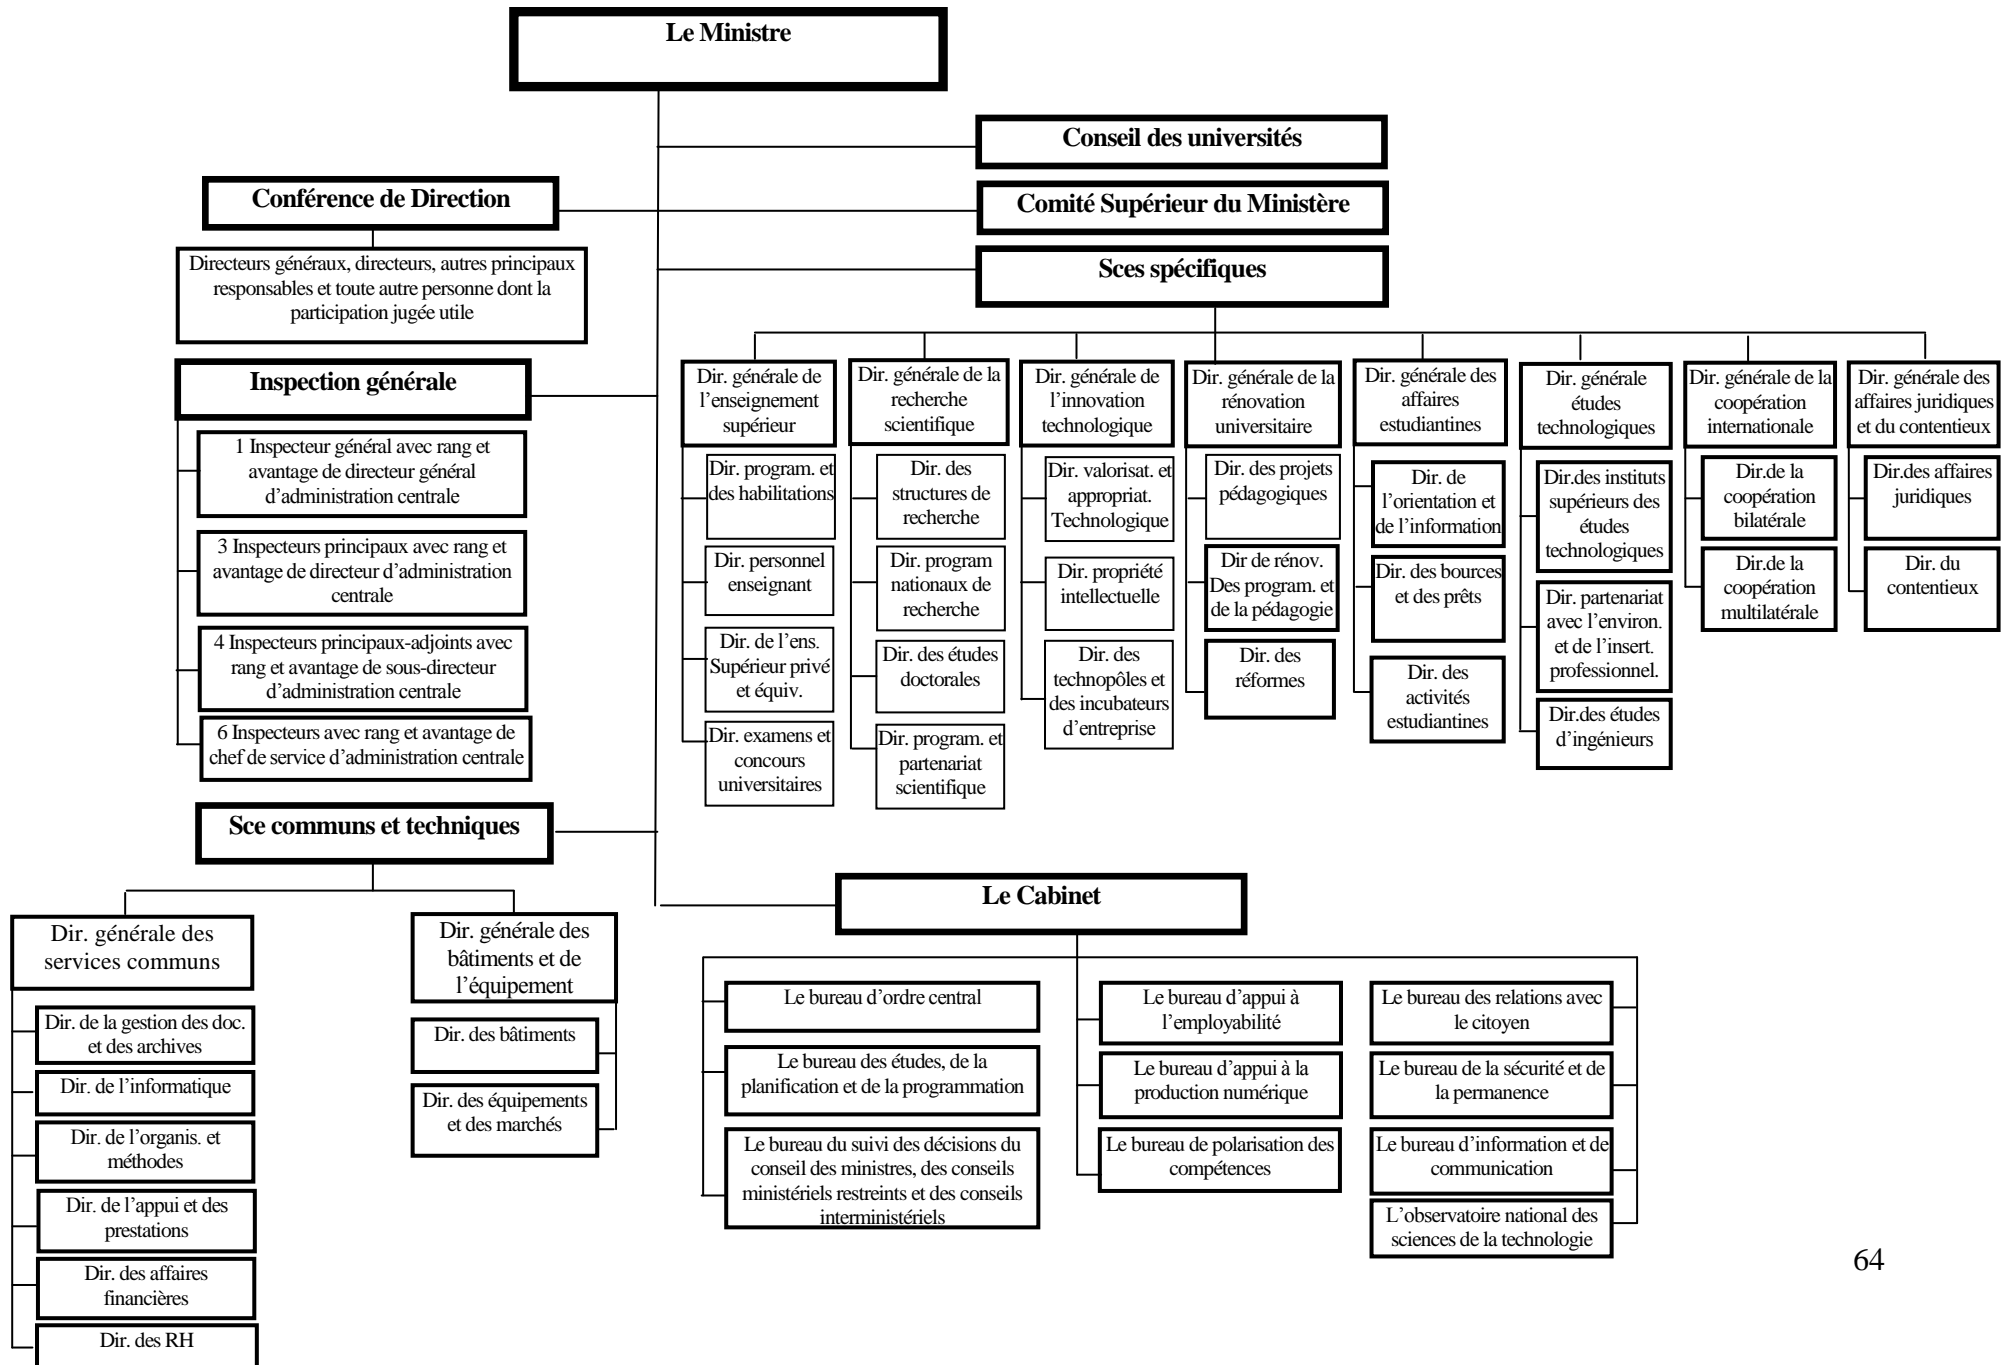 Le Ministre
Conseil des universités
Conférence de Direction
Comité Supérieur du Ministère
Directeurs généraux, directeurs, autres principaux
responsables et toute autre personne dont la
participation jugée utile
Sces spécifiques
Inspection générale
1 Inspecteur général avec rang et
avantage de directeur général
d’administration centrale
3 Inspecteurs principaux avec rang et
avantage de directeur d’administration
centrale
4 Inspecteurs principaux-adjoints avec
rang et avantage de sous-directeur
d’administration centrale
6 Inspecteurs avec rang et avantage de
chef de service d’administration centrale
Dir. générale de
l’enseignement
supérieur
Dir. program. et
des habilitations
Dir. personnel
enseignant
Dir. de l’ens.
Supérieur privé
et équiv.
Dir. examens et
concours
universitaires
Dir. générale de la
recherche
scientifique
Dir. des
structures de
recherche
Dir. program
nationaux de
recherche
Dir. des études
doctorales
Dir. program. et
partenariat
scientifique
Dir. générale de
l’innovation
technologique
Dir. valorisat. et
appropriat.
Technologique
Dir. propriété
intellectuelle
Dir. des
technopôles et
des incubateurs
d’entreprise
Dir. générale de la
rénovation
universitaire
Dir. des projets
pédagogiques
Dir de rénov.
Des program. et
de la pédagogie
Dir. des
réformes
Dir. générale des
affaires
estudiantines
Dir. de
l’orientation et
de l’information
Dir. des bources
et des prêts
Dir. des
activités
estudiantines
Dir. générale
études
technologiques
Dir.des instituts
supérieurs des
études
technologiques
Dir. partenariat
avec l’environ.
et de l’insert.
professionnel.
Dir.des études
d’ingénieurs
Dir. générale de la
coopération
internationale
Dir.de la
coopération
bilatérale
Dir.de la
coopération
multilatérale
Dir. générale des
affaires juridiques
et du contentieux
Dir.des affaires
juridiques
Dir. du
contentieux
Sce communs et techniques
Dir. générale des
services communs
Dir. de la gestion des doc.
et des archives
Dir. de l’informatique
Dir. de l’organis. et
méthodes
Dir. de l’appui et des
prestations
Dir. des affaires
financières
Dir. des RH
Dir. générale des
bâtiments et de
l’équipement
Dir. des bâtiments
Dir. des équipements
et des marchés
Le Cabinet
Le bureau d’ordre central
Le bureau des études, de la
planification et de la programmation
Le bureau du suivi des décisions du
conseil des ministres, des conseils
ministériels restreints et des conseils
interministériels
Le bureau d’appui à
l’employabilité
Le bureau d’appui à la
production numérique
Le bureau de polarisation des
compétences
Le bureau des relations avec
le citoyen
Le bureau de la sécurité et de
la permanence
Le bureau d’information et de
communication
L’observatoire national des
sciences de la technologie
64